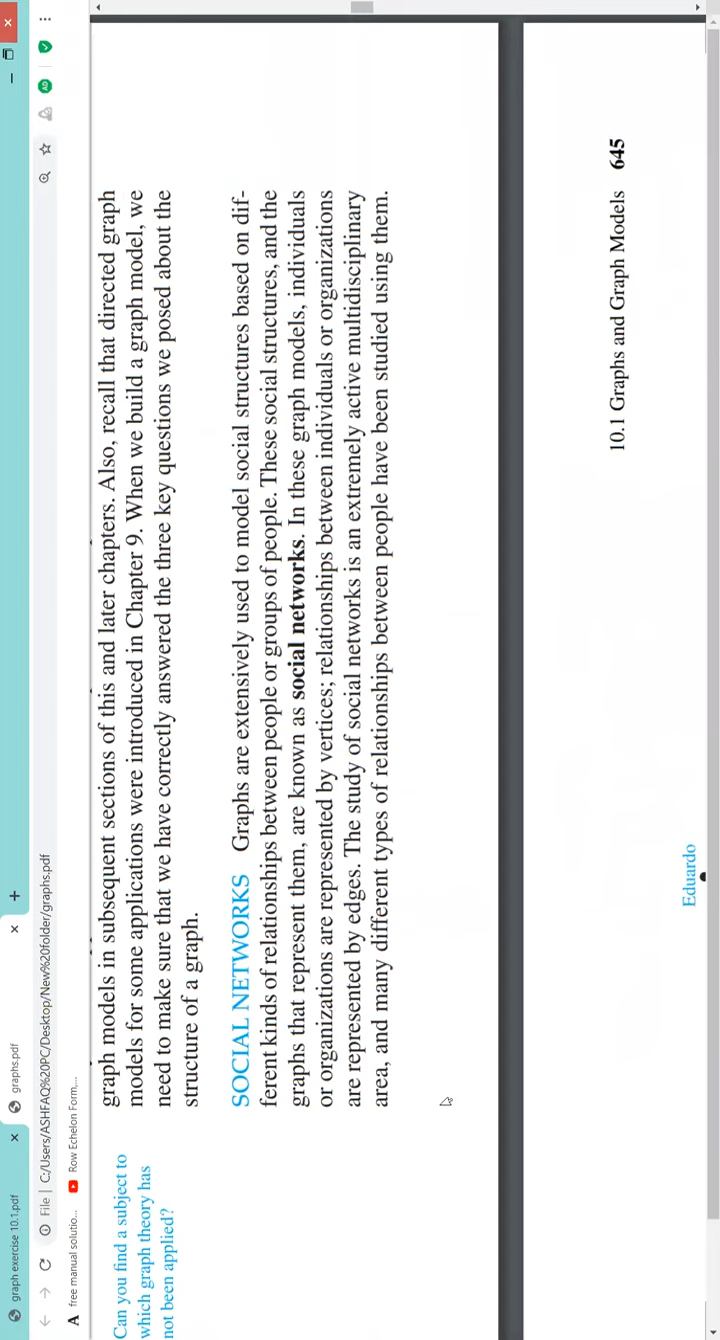 graph exercise 10.1.pdf
graphs.pdf
File | C:/Users/ASHFAQ%20PC/Desktop/New%20folder/graphs.pdf
free manual solutio...
Row Echelon Form,...
graph models in subsequent sections of this and later chapters. Also, recall that directed graph
models for some applications were introduced in Chapter 9. When we build a graph model, we
need to make sure that we have correctly answered the three key questions we posed about the
structure of a graph.
Can you find a subject to
which graph theory has
not been applied?
SOCIAL NETWORKS Graphs are extensively used to model social structures based on dif-
ferent kinds of relationships between people or groups of people. These social structures, and the
graphs that represent them, are known as social networks. In these graph models, individuals
or organizations are represented by vertices; relationships between individuals or organizations
are represented by edges. The study of social networks is an extremely active multidisciplinary
area, and many different types of relationships between people have been studied using them.
10.1 Graphs and Graph Models 645
Eduardo